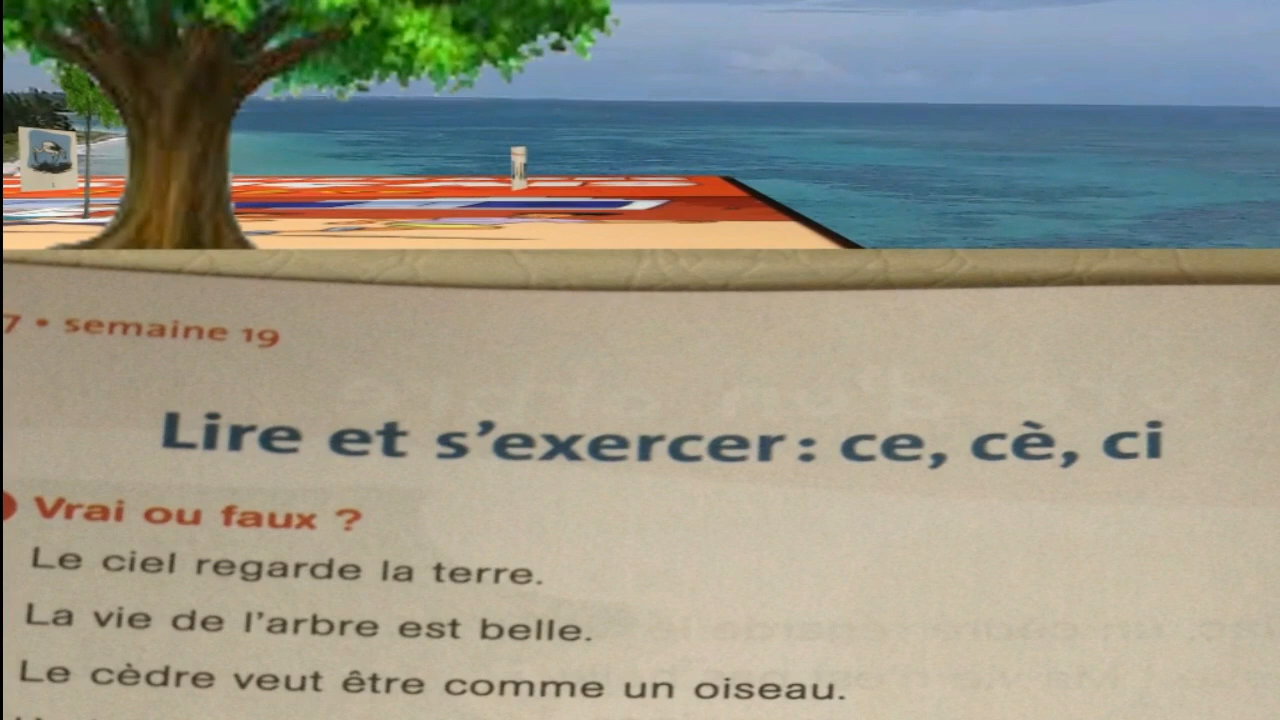 7 • semaine 19
Lire et s'exercer : ce, cè, ci
Vrai ou faux ?
Le ciel regarde la terre.
La vie de l'arbre est belle.
Le cèdre veut être comme un oiseau.